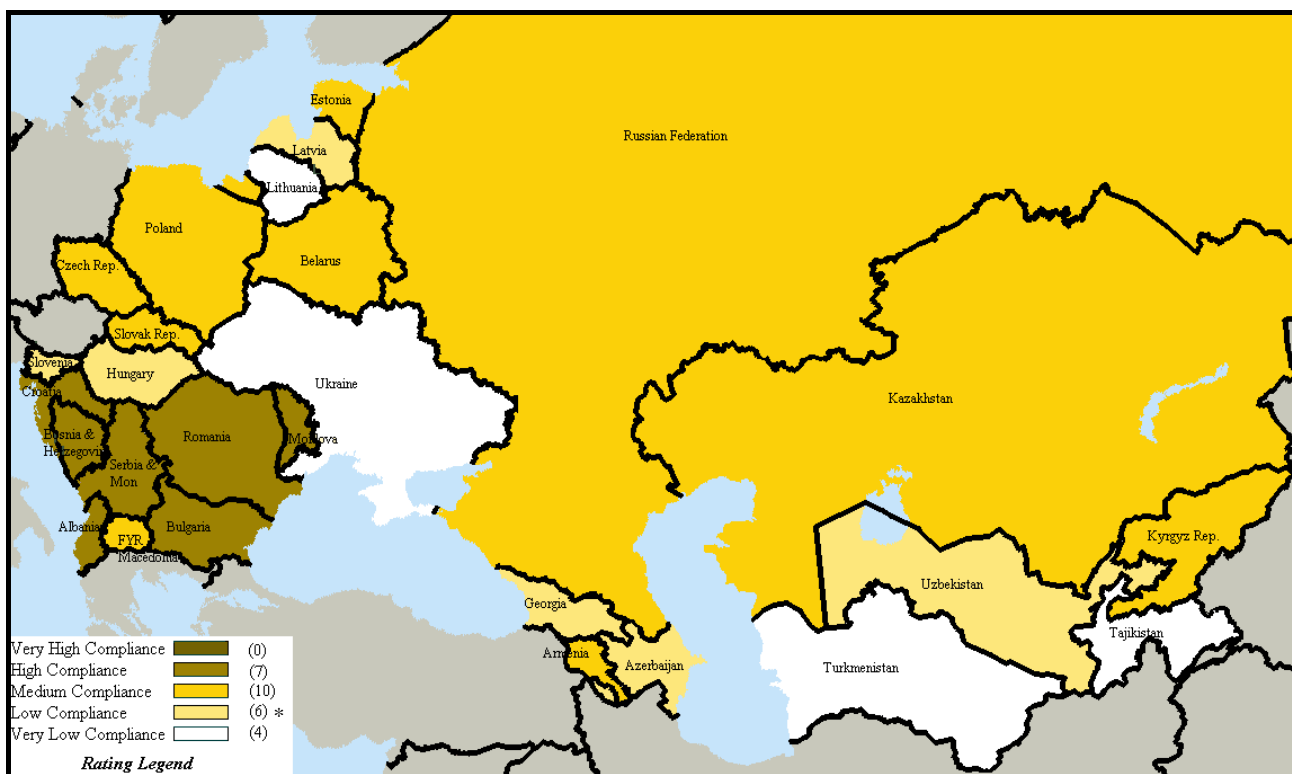 Estonia
Russian Federation
Latvia
Lithuania
Poland
Belarus
Czech Rep.
Slovak Rep.
Slovenia
Hungary
Ukraine
Croatia
Kazakhstan
Romania
Moldova
Bosnia &
Herzegovin
Serbia &
Mon
Albania
Bulgaria
FYR
Macedonia
Kyrgyz Rep.
Uzbekistan
Georgia
Tajikistan
Armenia
Azerbaijan
Turkmenistan
Very High Compliance (0)
High Compliance (7)
Medium Compliance (10)
Low Compliance (6) *
Very Low Compliance (4)
Rating Legend